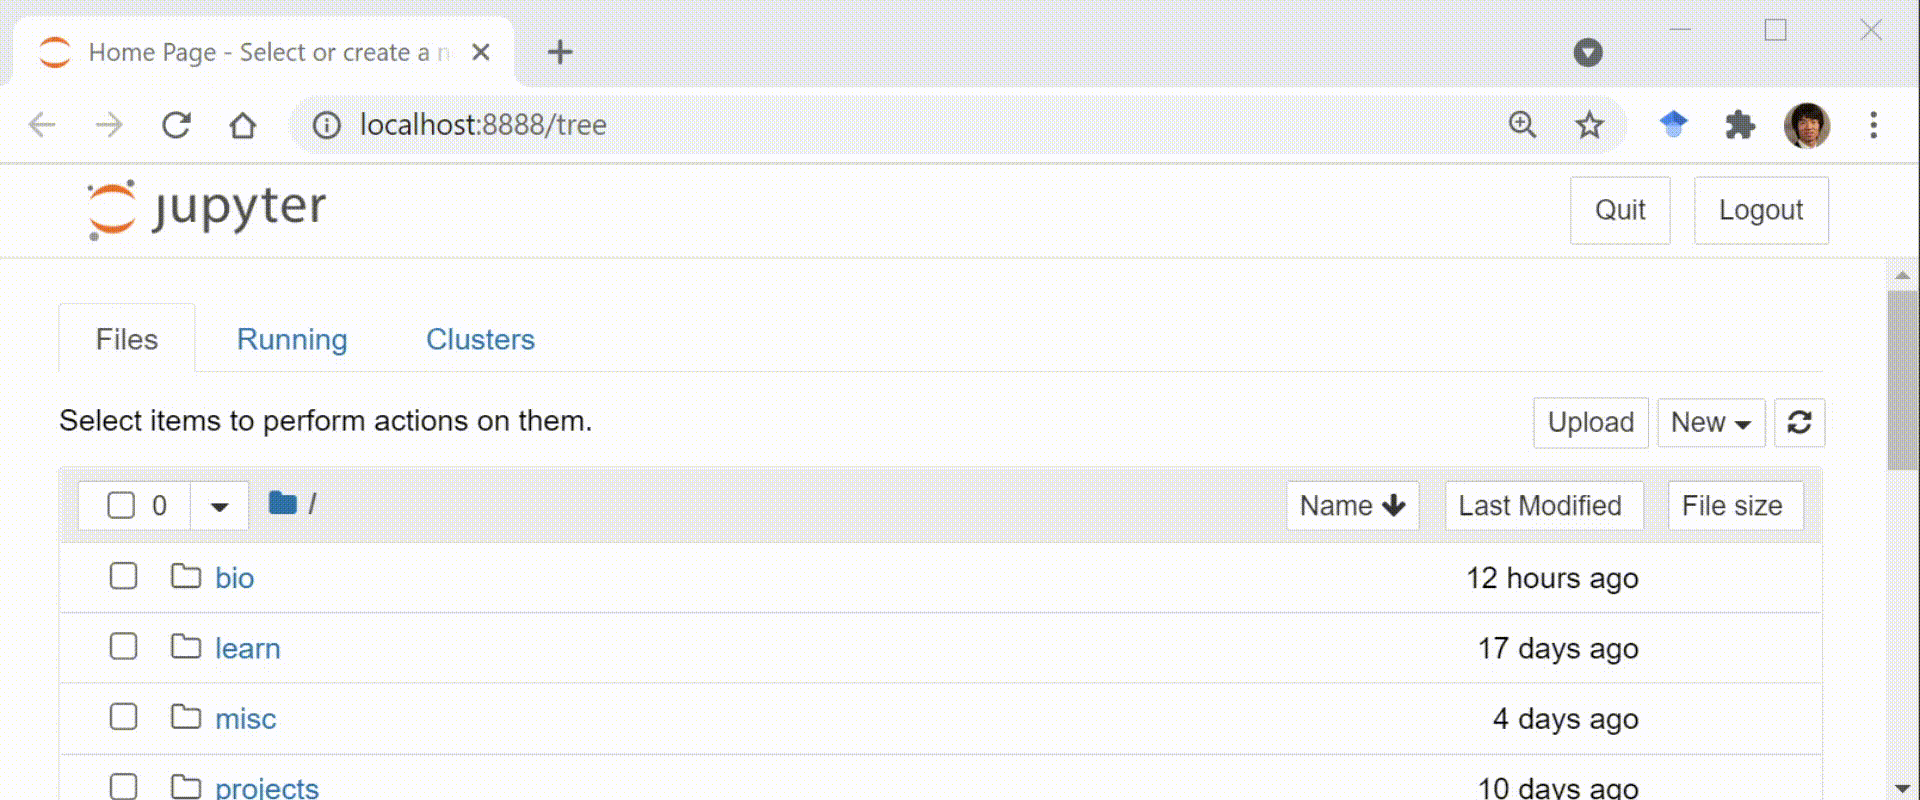 Home Page - Select or create a n
localhost:8888/tree
jupyter
Quit
Logout
Files
Running
Clusters
Select items to perform actions on them.
Upload
New
0
/
Name
Last Modified
File size
bio
12 hours ago
learn
17 days ago
misc
4 days ago
projects
10 days ago